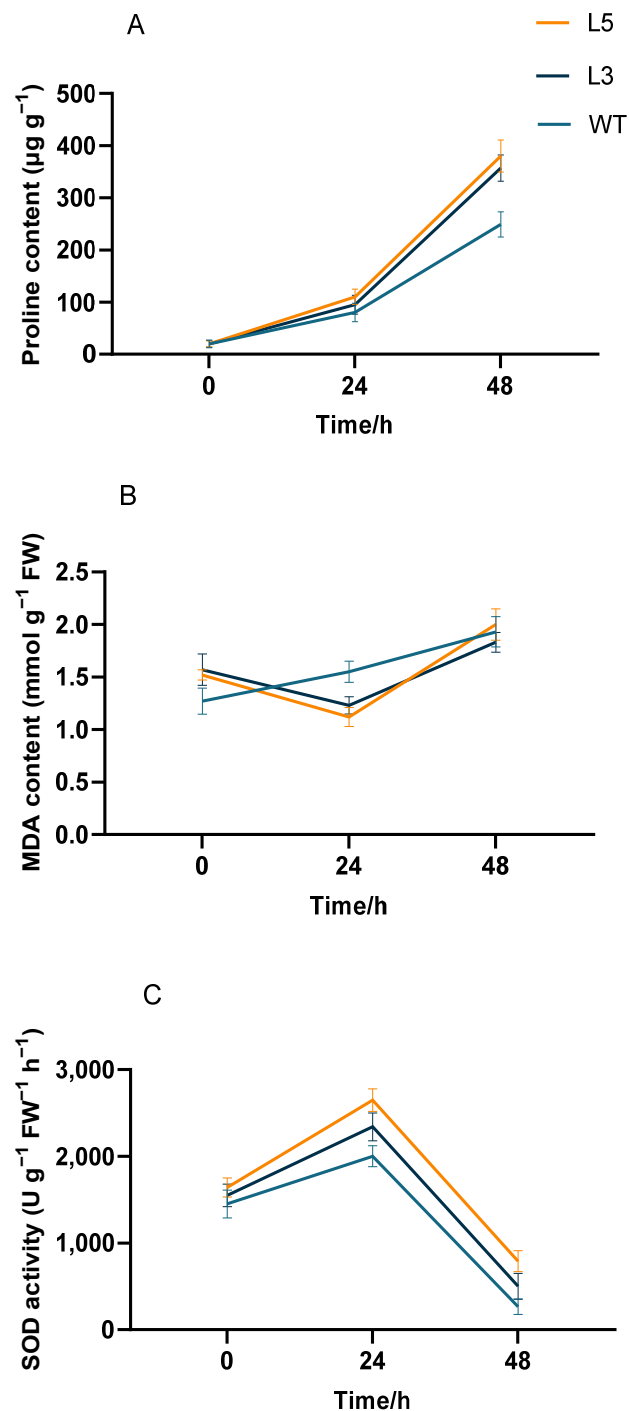 A
L5
L3
WT
Proline content (µg g⁻¹)
500
400
300
200
100
0
0 24 48
Time/h
B
MDA content (mmol g⁻¹ FW)
2.5
2.0
1.5
1.0
0.5
0.0
0 24 48
Time/h
C
SOD activity (U g⁻¹ FW⁻¹ h⁻¹)
3,000
2,000
1,000
0
0 24 48
Time/h